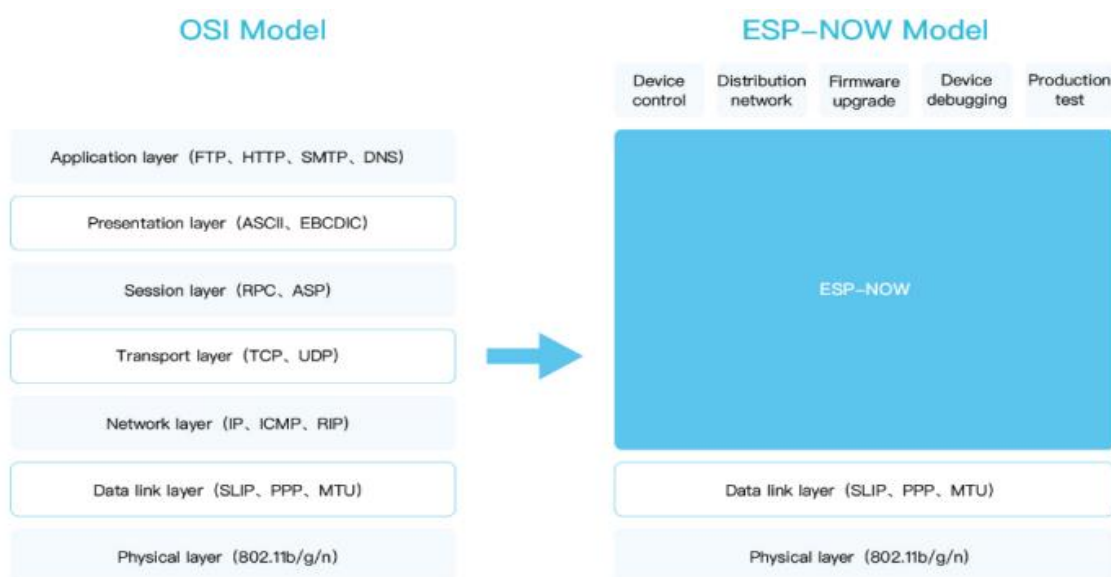 OSI Model
Application layer (FTP、HTTP、SMTP、DNS)
Presentation layer (ASCII、EBCDIC)
Session layer (RPC、ASP)
Transport layer (TCP、UDP)
Network layer (IP、ICMP、RIP)
Data link layer (SLIP、PPP、MTU)
Physical layer (802.11b/g/n)
ESP-NOW Model
Device control
Distribution network
Firmware upgrade
Device debugging
Production test
ESP-NOW
Data link layer (SLIP、PPP、MTU)
Physical layer (802.11b/g/n)